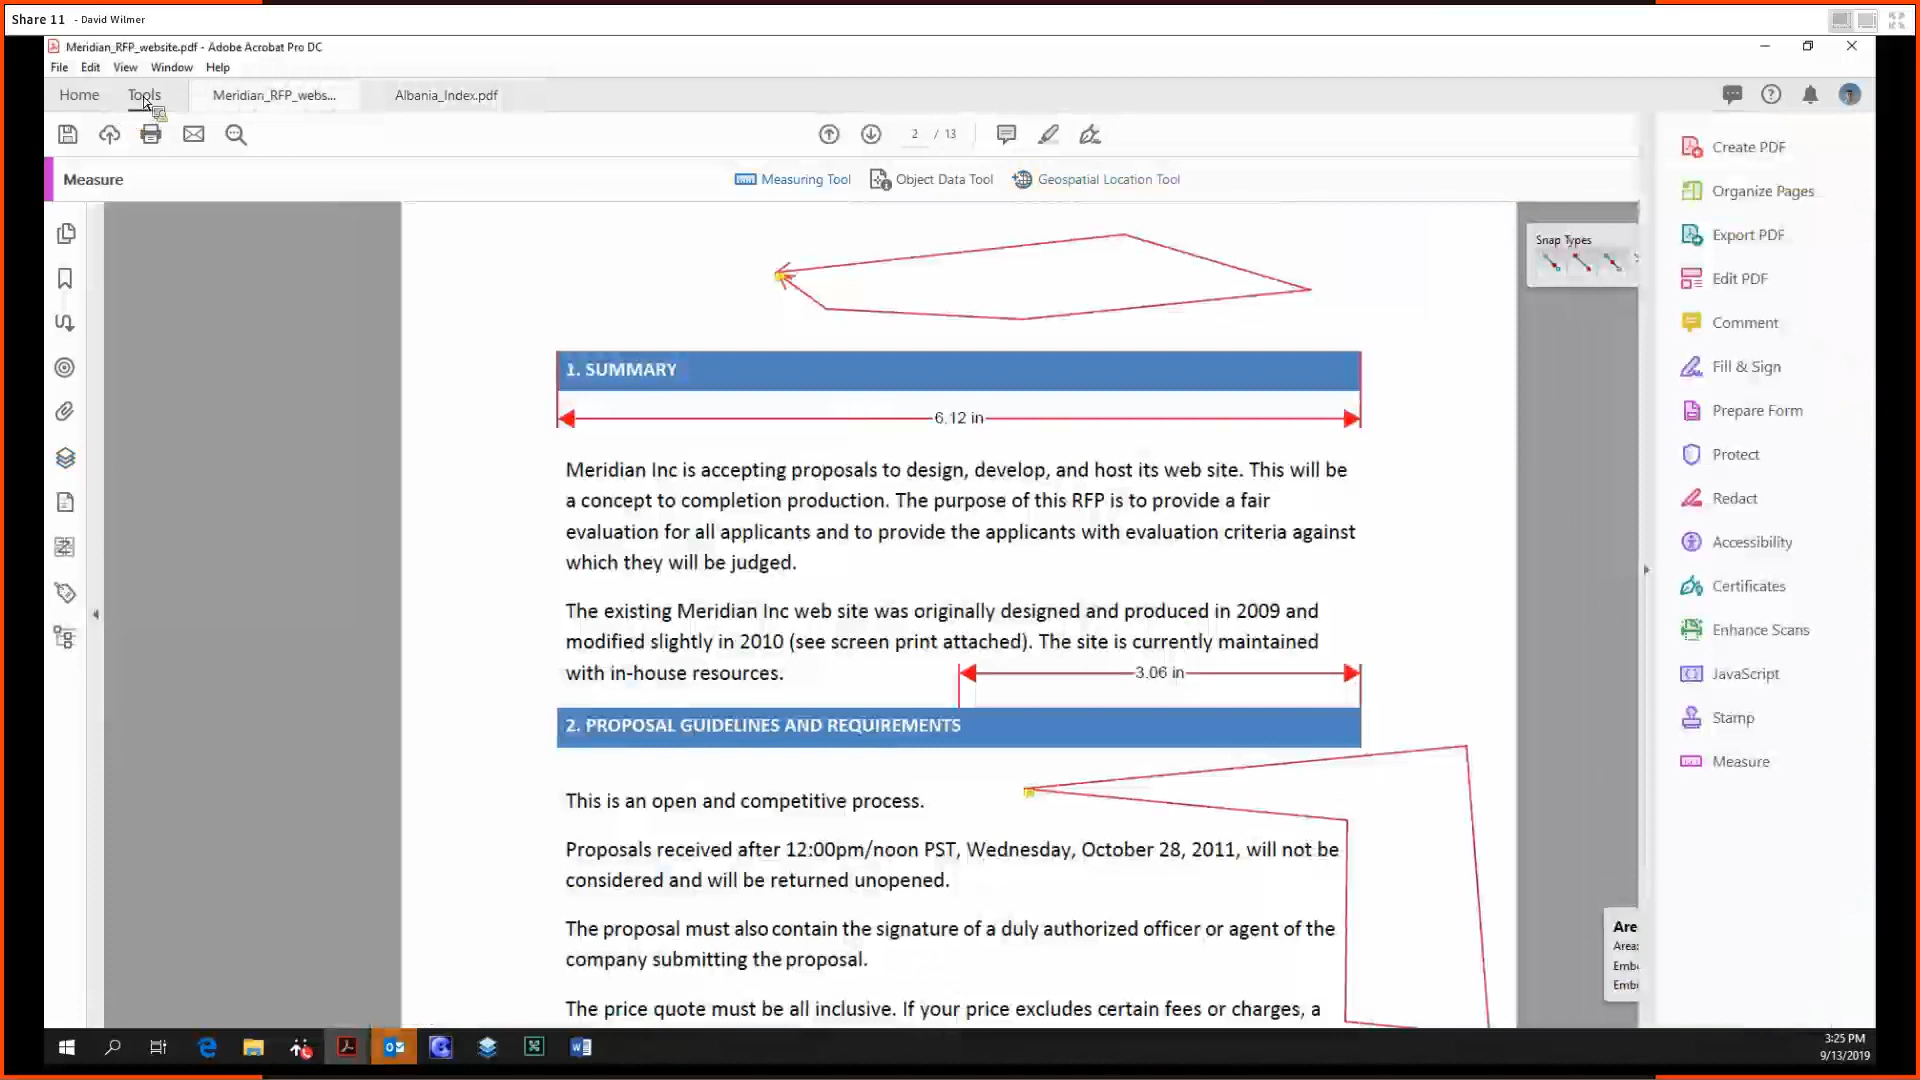 Share 11 - David Wilmer
Meridian_RFP_website.pdf - Adobe Acrobat Pro DC
File Edit View Window Help
Home Tools Meridian_RFP_webs... Albania_Index.pdf
2 / 13
Measure Measuring Tool Object Data Tool Geospatial Location Tool
Snap Types
1. SUMMARY
6.12 in
Meridian Inc is accepting proposals to design, develop, and host its web site. This will be
a concept to completion production. The purpose of this RFP is to provide a fair
evaluation for all applicants and to provide the applicants with evaluation criteria against
which they will be judged.
The existing Meridian Inc web site was originally designed and produced in 2009 and
modified slightly in 2010 (see screen print attached). The site is currently maintained
with in-house resources.
3.06 in
2. PROPOSAL GUIDELINES AND REQUIREMENTS
This is an open and competitive process.
Proposals received after 12:00pm/noon PST, Wednesday, October 28, 2011, will not be
considered and will be returned unopened.
The proposal must also contain the signature of a duly authorized officer or agent of the
company submitting the proposal.
The price quote must be all inclusive. If your price excludes certain fees or charges, a
Are
Area:
Embe
Embe
Create PDF
Organize Pages
Export PDF
Edit PDF
Comment
Fill & Sign
Prepare Form
Protect
Redact
Accessibility
Certificates
Enhance Scans
JavaScript
Stamp
Measure
3:25 PM
9/13/2019